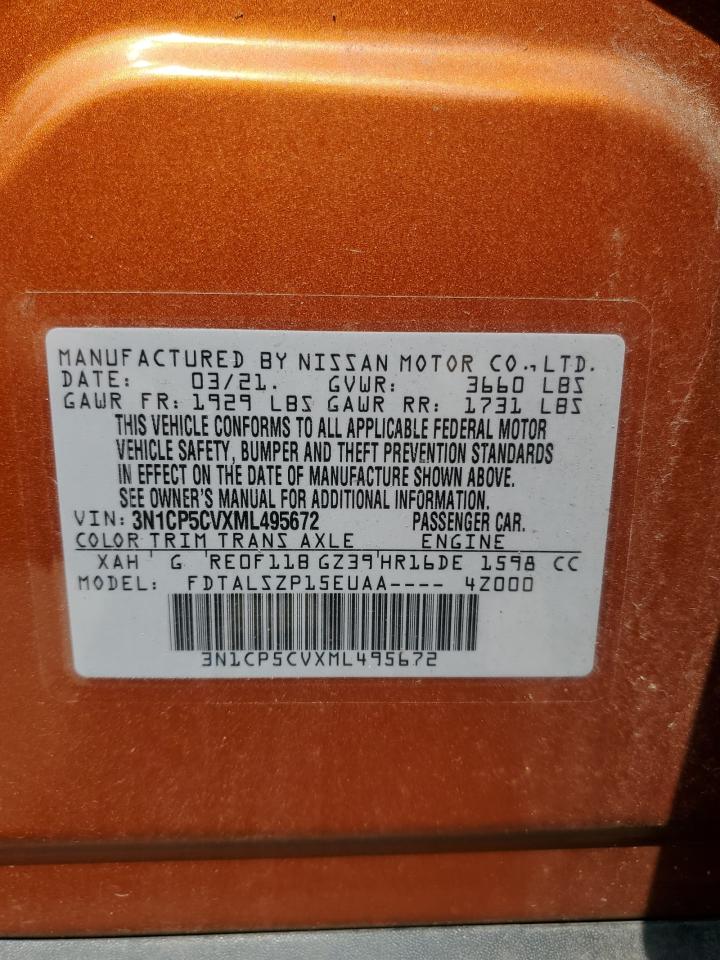 MANUFACTURED BY NISSAN MOTOR CO.,LTD.
DATE: 03/21. GVWR: 3660 LBS
GAWR FR: 1929 LBS GAWR RR: 1731 LBS
THIS VEHICLE CONFORMS TO ALL APPLICABLE FEDERAL MOTOR
VEHICLE SAFETY, BUMPER AND THEFT PREVENTION STANDARDS
IN EFFECT ON THE DATE OF MANUFACTURE SHOWN ABOVE.
SEE OWNER'S MANUAL FOR ADDITIONAL INFORMATION.
VIN: 3N1CP5CVXML495672 PASSENGER CAR.
COLOR TRIM TRANS AXLE ENGINE
XAH G RE0F11B GZ39 HR16DE 1598 CC
MODEL: FDTALSZP15EUAA---- 4Z000
3N1CP5CVXML495672